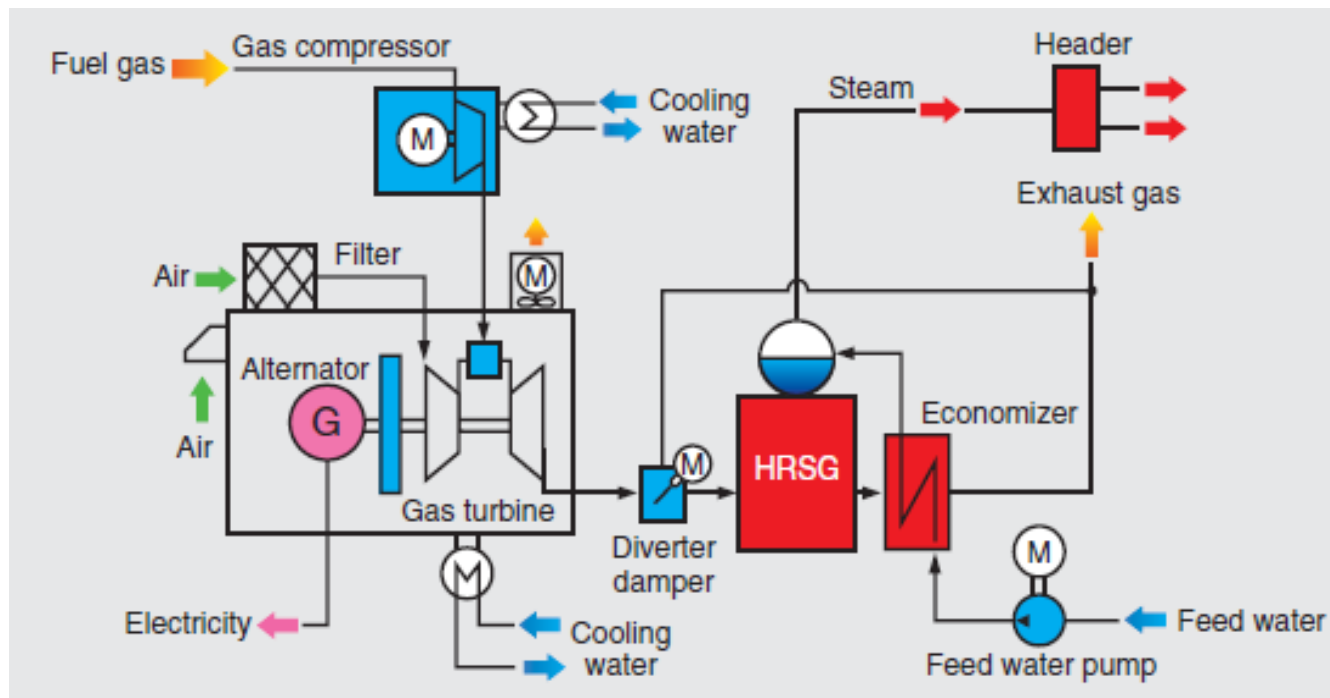 Fuel gas
Gas compressor
M
Cooling
water
Steam
Header
Exhaust gas
Air
Filter
M
Air
Alternator
G
Gas turbine
Electricity
Cooling
water
M
Diverter
damper
HRSG
Economizer
M
Feed water pump
Feed water